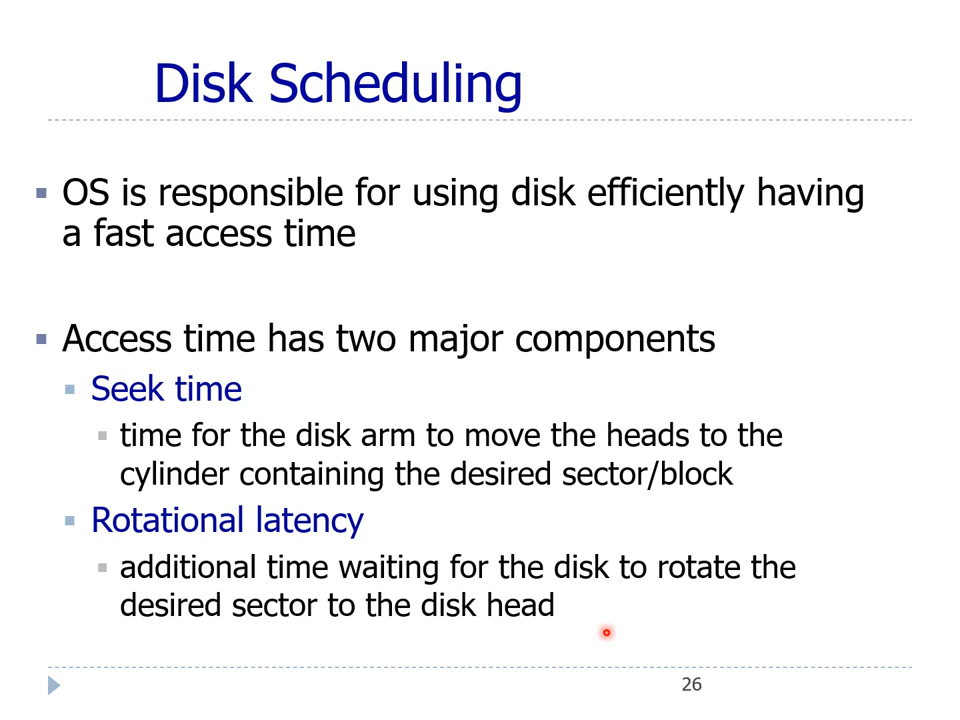 Disk Scheduling
OS is responsible for using disk efficiently having
a fast access time
Access time has two major components
Seek time
time for the disk arm to move the heads to the
cylinder containing the desired sector/block
Rotational latency
additional time waiting for the disk to rotate the
desired sector to the disk head
26